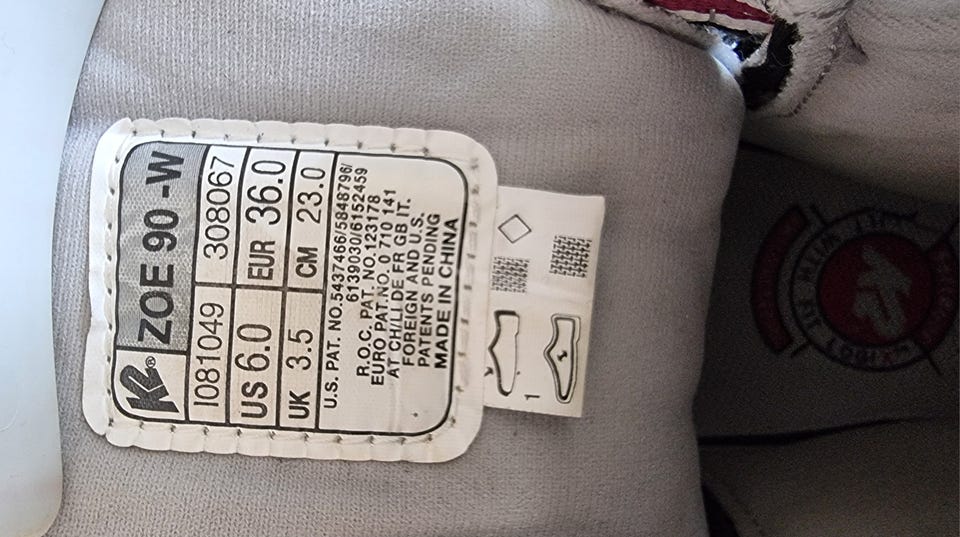 K2® ZOE 90 -W
I081049 308067
US 6.0 EUR 36.0
UK 3.5 CM 23.0
U.S. PAT. NO.5437466/5848796/
6139030/6152459
R.O.C. PAT. NO. 123178
EURO PAT.NO. 0 710 141
AT CH/LI DE FR GB IT.
FOREIGN AND U.S.
PATENTS PENDING
MADE IN CHINA
1
K2